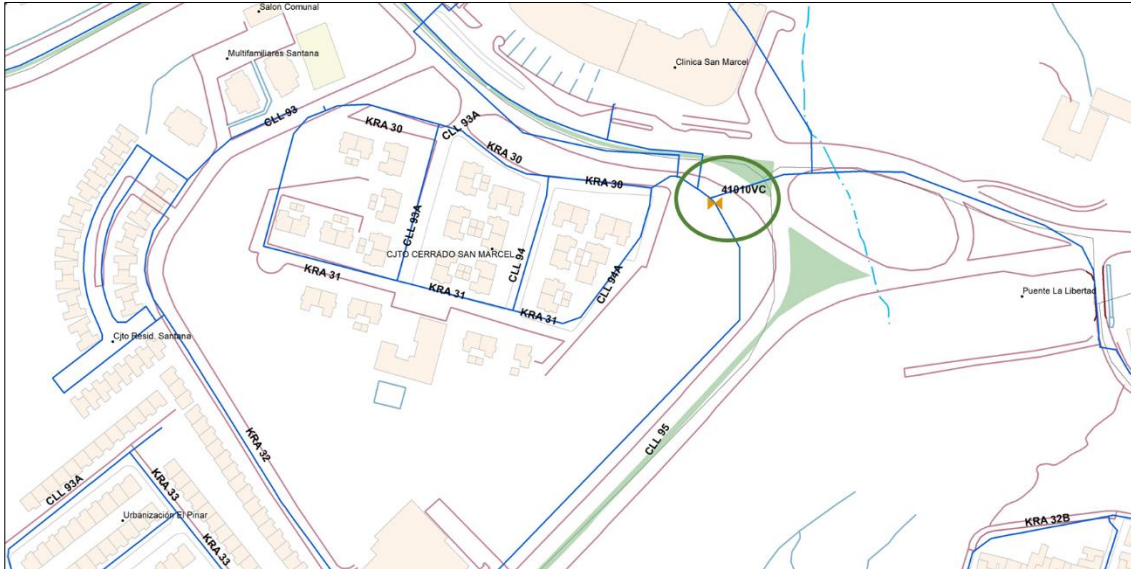 Salon Comunal
Multifamiliares Santana
Clinica San Marcel
CLL 93
KRA 30
CLL 93A
KRA 30
KRA 30
41010VC
CLL 93A
CJTO CERRADO SAN MARCEL
CLL 94
CLL 94A
KRA 31
KRA 31
KRA 31
Puente La Libertad
Cjto Resid. Santana
KRA 32
CLL 95
CLL 93A
KRA 33
Urbanización El Pinar
KRA 33
KRA 32B